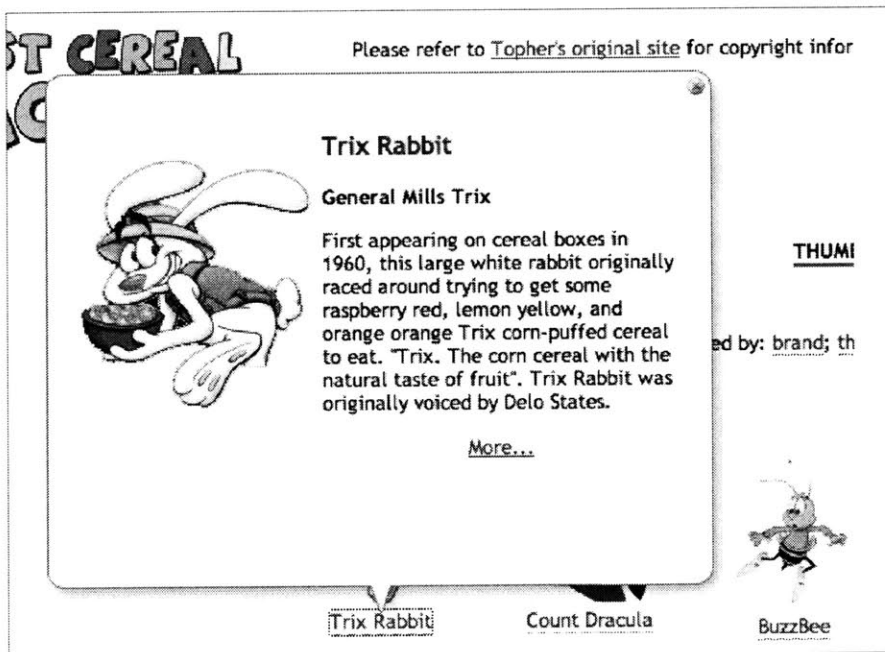 ST CEREAL
Please refer to Topher's original site for copyright infor
Trix Rabbit
General Mills Trix
First appearing on cereal boxes in
1960, this large white rabbit originally
raced around trying to get some
raspberry red, lemon yellow, and
orange orange Trix corn-puffed cereal
to eat. "Trix. The corn cereal with the
natural taste of fruit". Trix Rabbit was
originally voiced by Delo States.
More...
THUM
ed by: brand; th
Trix Rabbit
Count Dracula
BuzzBee